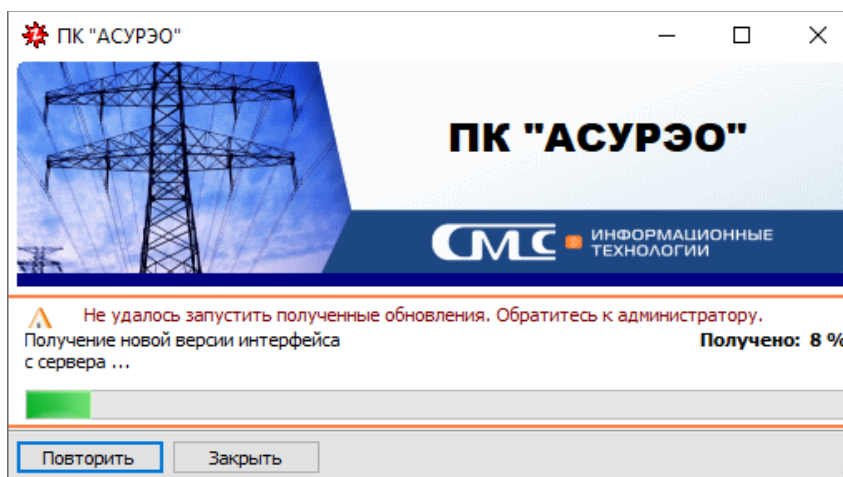 ПК "АСУРЭО"
ПК "АСУРЭО"
СМС ИНФОРМАЦИОННЫЕ
ТЕХНОЛОГИИ
Не удалось запустить полученные обновления. Обратитесь к администратору.
Получение новой версии интерфейса
с сервера ...
Получено: 8 %
Повторить
Закрыть